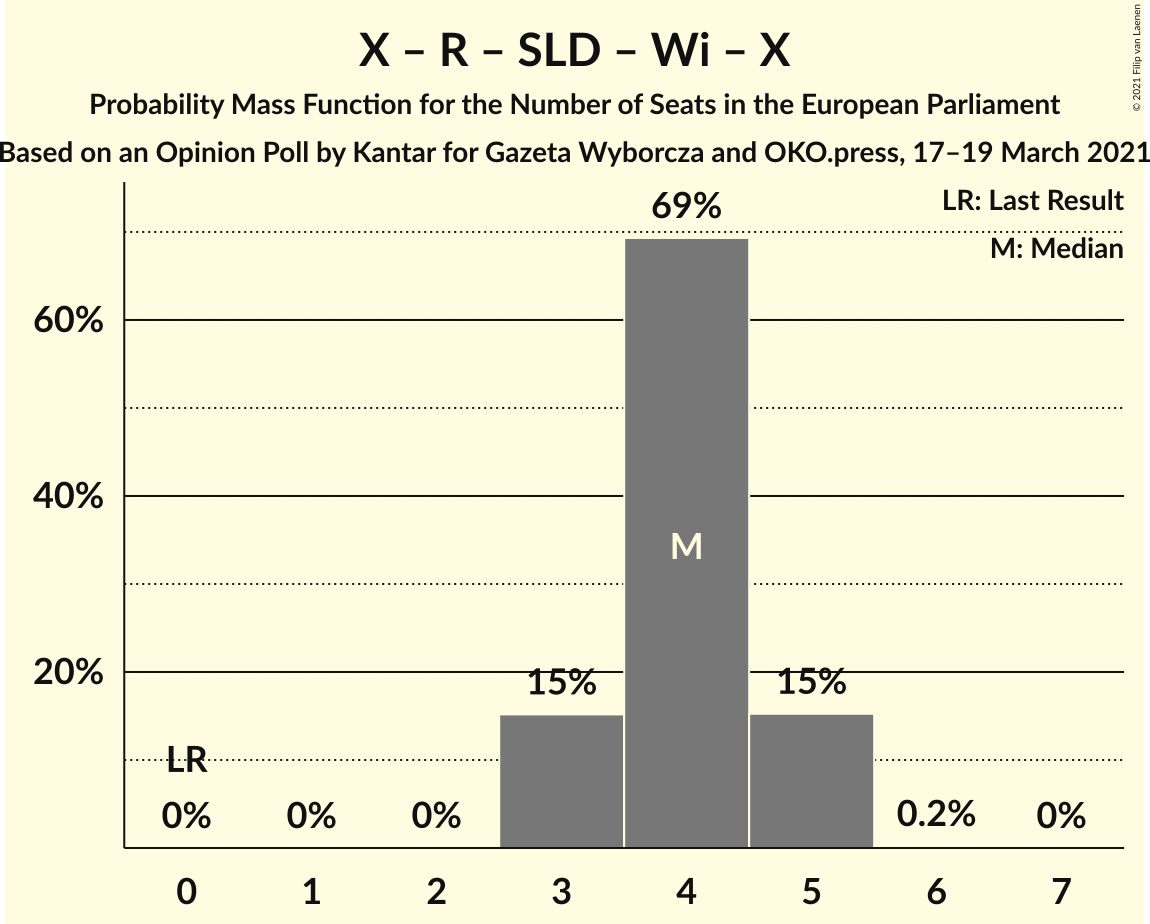 X – R – SLD – Wi – X
Probability Mass Function for the Number of Seats in the European Parliament
Based on an Opinion Poll by Kantar for Gazeta Wyborcza and OKO.press, 17–19 March 2021
© 2021 Filip van Laenen
LR: Last Result
M: Median
69%
60%
40%
M
20%
15%
15%
LR
0%
0%
0%
0.2%
0%
0 1 2 3 4 5 6 7